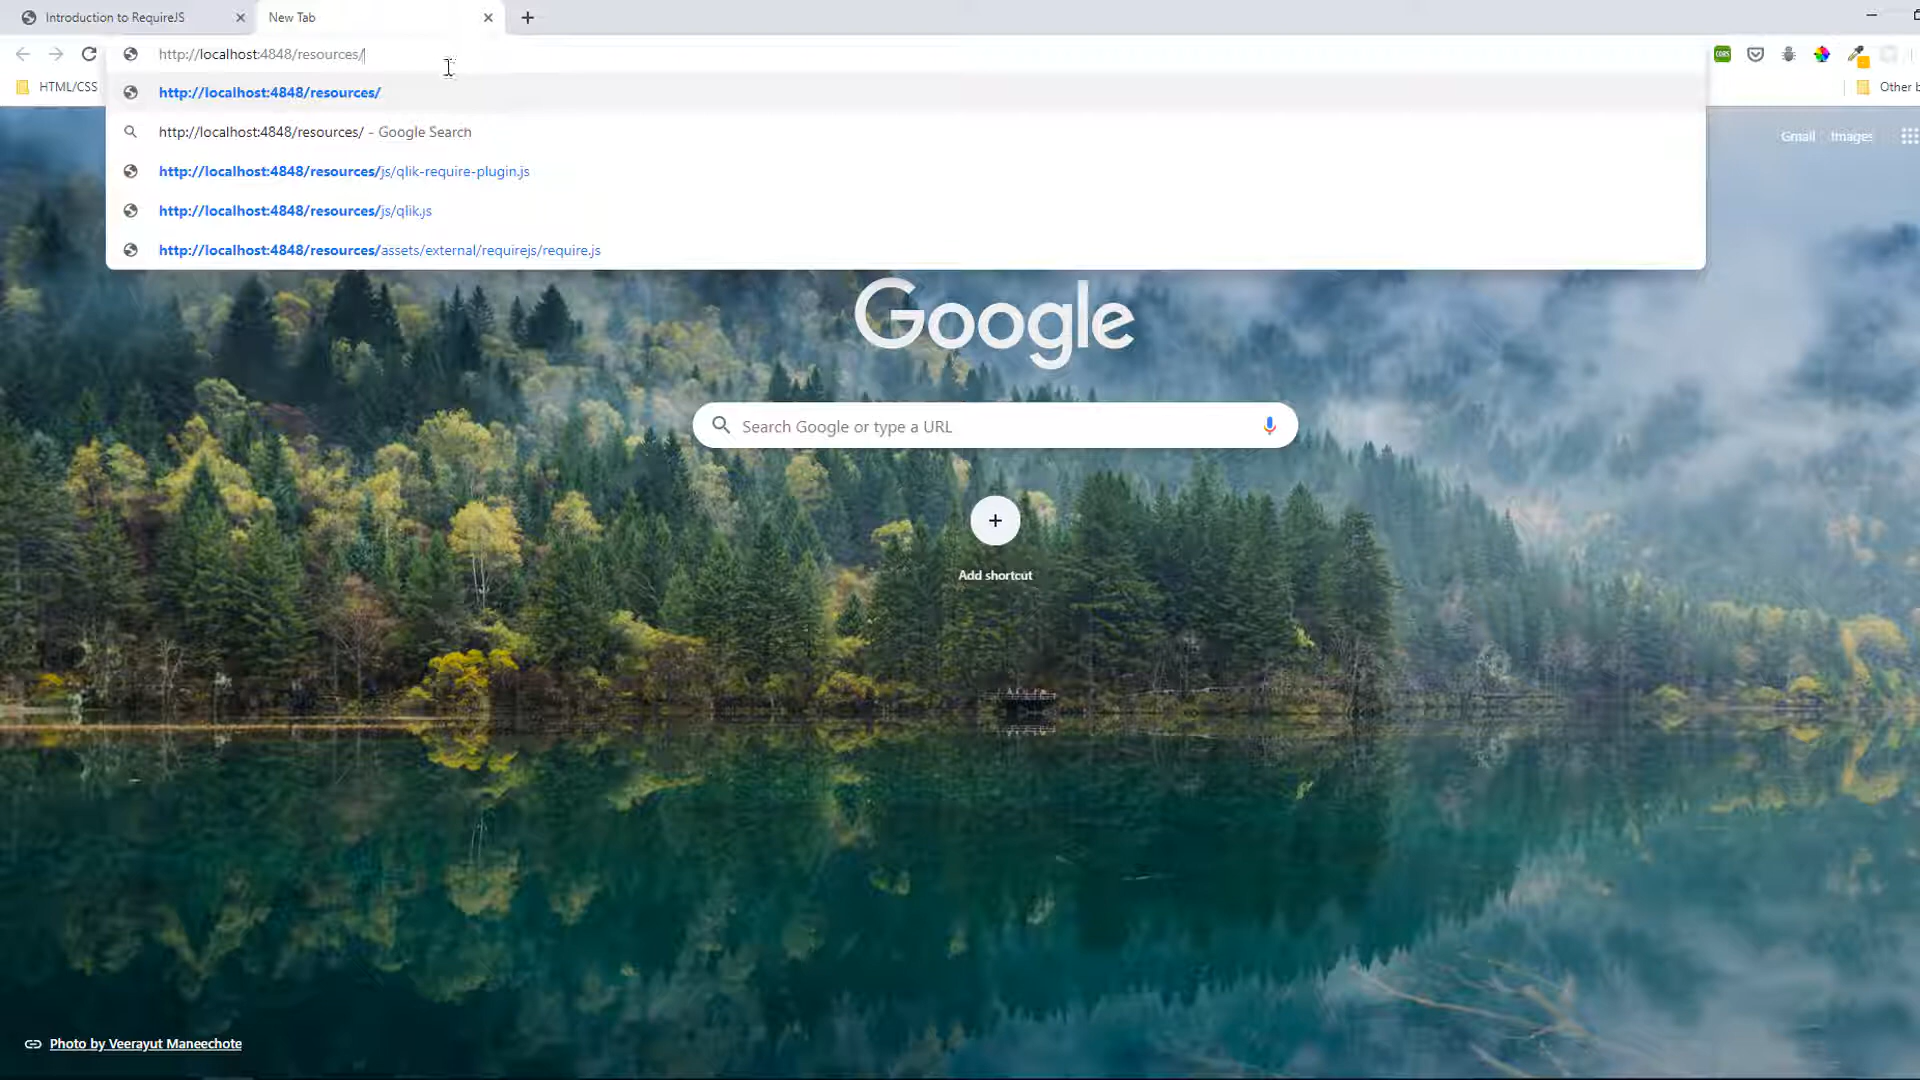 Introduction to RequireJS
New Tab
http://localhost:4848/resources/
CORS
HTML/CSS
Other b
http://localhost:4848/resources/
http://localhost:4848/resources/ - Google Search
http://localhost:4848/resources/js/qlik-require-plugin.js
http://localhost:4848/resources/js/qlik.js
http://localhost:4848/resources/assets/external/requirejs/require.js
Gmail Images
Google
Search Google or type a URL
Add shortcut
Photo by Veerayut Maneechote